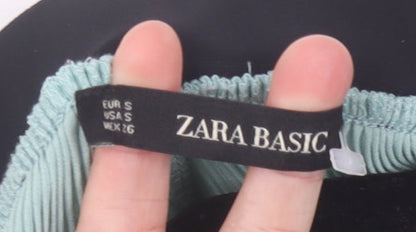 EUR S
USA S
MEX 26
ZARA BASIC